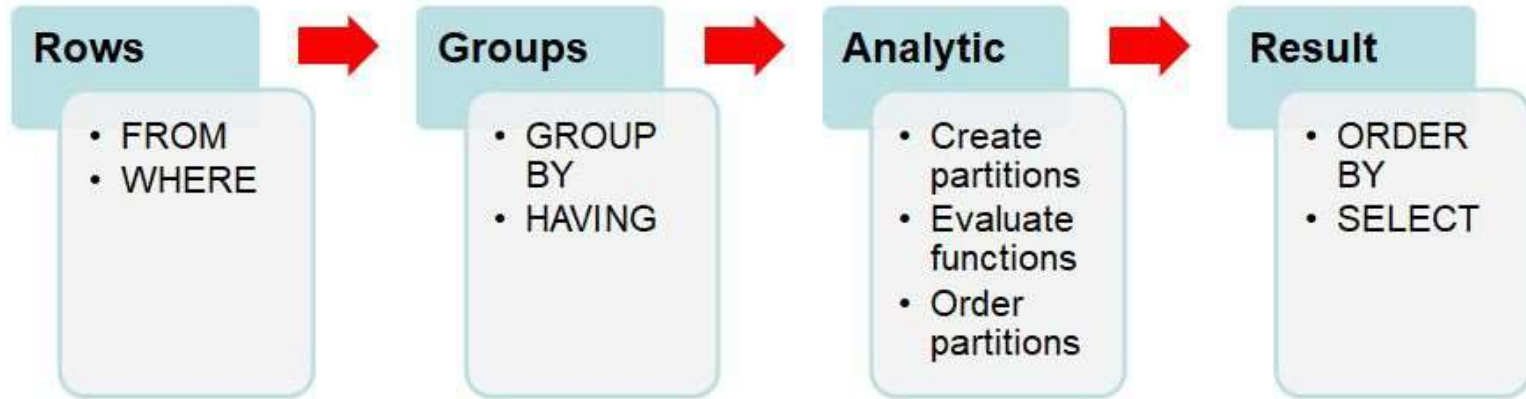 Rows
• FROM
• WHERE
Groups
• GROUP
BY
• HAVING
Analytic
• Create
partitions
• Evaluate
functions
• Order
partitions
Result
• ORDER
BY
• SELECT